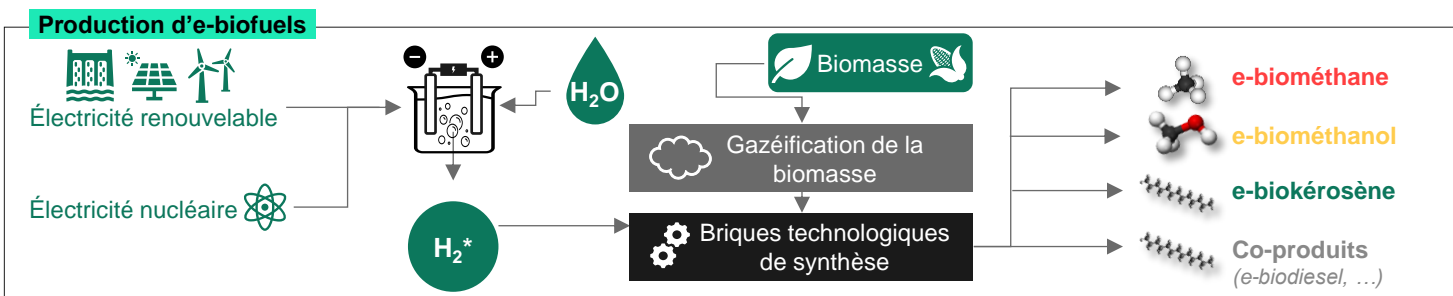 Production d'e-biofuels
Électricité renouvelable
Électricité nucléaire
− +
H₂O
H₂*
Biomasse
Gazéification de la
biomasse
Briques technologiques
de synthèse
e-biométhane
e-biométhanol
e-biokérosène
Co-produits
(e-biodiesel, …)